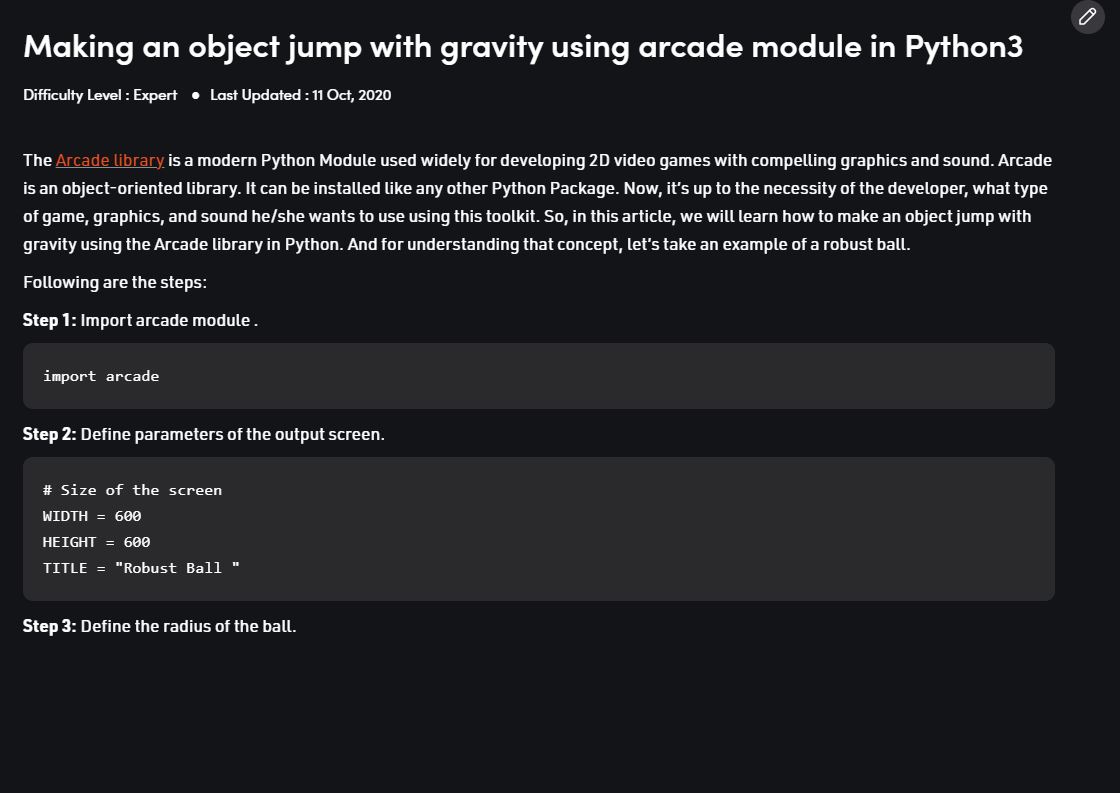 Making an object jump with gravity using arcade module in Python3
Difficulty Level : Expert ● Last Updated : 11 Oct, 2020
The Arcade library is a modern Python Module used widely for developing 2D video games with compelling graphics and sound. Arcade
is an object-oriented library. It can be installed like any other Python Package. Now, it’s up to the necessity of the developer, what type
of game, graphics, and sound he/she wants to use using this toolkit. So, in this article, we will learn how to make an object jump with
gravity using the Arcade library in Python. And for understanding that concept, let’s take an example of a robust ball.
Following are the steps:
Step 1: Import arcade module .
import arcade
Step 2: Define parameters of the output screen.
# Size of the screen
WIDTH = 600
HEIGHT = 600
TITLE = "Robust Ball "
Step 3: Define the radius of the ball.